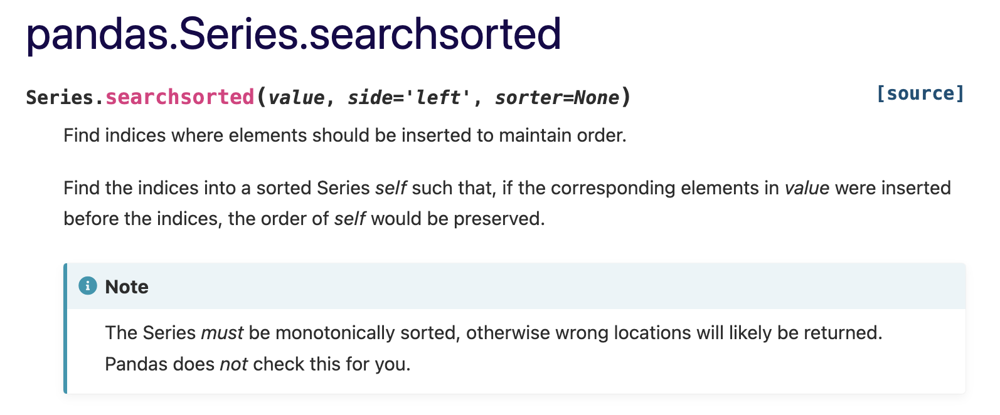 pandas.Series.searchsorted
Series.searchsorted(value, side='left', sorter=None)
[source]
Find indices where elements should be inserted to maintain order.
Find the indices into a sorted Series self such that, if the corresponding elements in value were inserted
before the indices, the order of self would be preserved.
Note
The Series must be monotonically sorted, otherwise wrong locations will likely be returned.
Pandas does not check this for you.